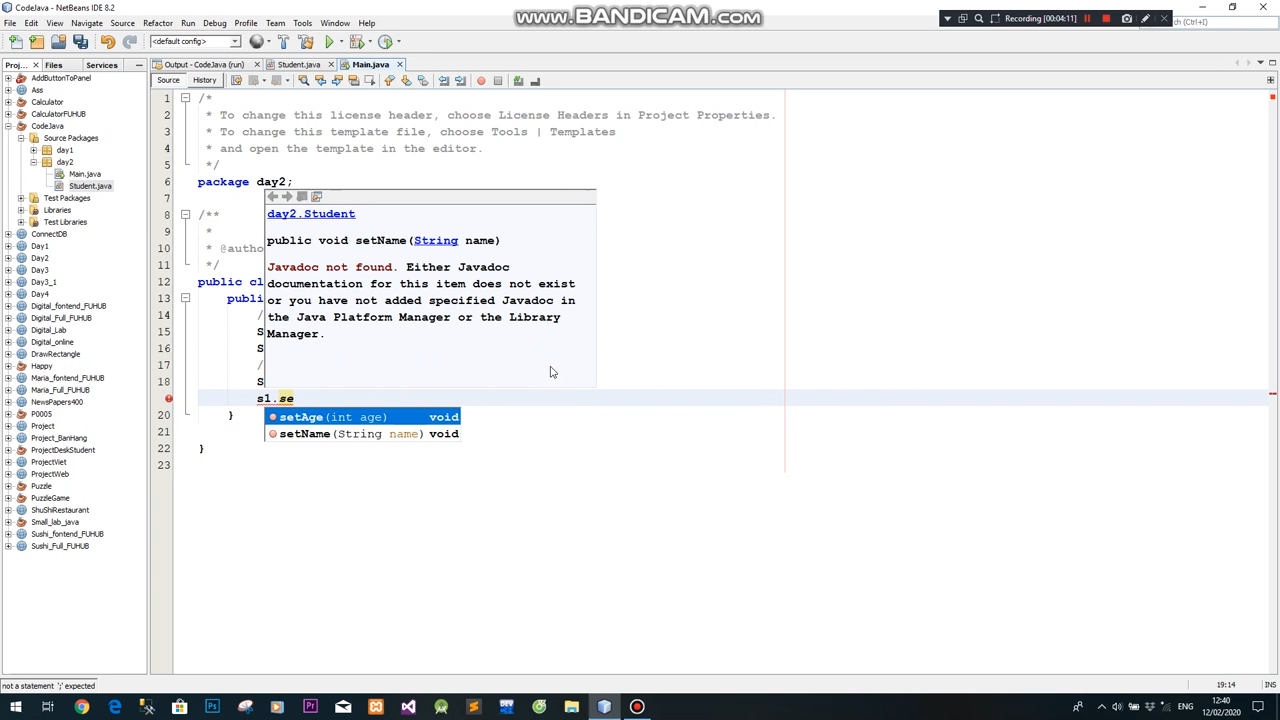 CodeJava - NetBeans IDE 8.2
www.BANDICAM.com
Recording [00:04:11]
File Edit View Navigate Source Refactor Run Debug Profile Team Tools Window Help
<default config>
Proj... Files Services
Output - CodeJava (run) Student.java Main.java
Source History
AddButtonToPanel
Ass
Calculator
CalculatorFUHUB
CodeJava
Source Packages
day1
day2
Main.java
Student.java
Test Packages
Libraries
Test Libraries
ConnectDB
Day1
Day2
Day3
Day3_1
Day4
Digital_fontend_FUHUB
Digital_Full_FUHUB
Digital_Lab
Digital_online
DrawRectangle
Happy
Maria_fontend_FUHUB
Maria_Full_FUHUB
NewsPapers400
P0005
Project
Project_BanHang
ProjectDeskStudent
ProjectViet
ProjectWeb
Puzzle
PuzzleGame
ShuShiRestaurant
Small_lab_java
Sushi_fontend_FUHUB
Sushi_Full_FUHUB
1 /*
2 * To change this license header, choose License Headers in Project Properties.
3 * To change this template file, choose Tools | Templates
4 * and open the template in the editor.
5 */
6 package day2;
7
8 /**
9 *
10 * @autho
11 */
12 public cl
13 public
14 /
15 S
16 S
17 /
18 S
s1.se
20 }
21
22 }
23
day2.Student
public void setName(String name)
Javadoc not found. Either Javadoc
documentation for this item does not exist
or you have not added specified Javadoc in
the Java Platform Manager or the Library
Manager.
setAge(int age) void
setName(String name) void
not a statement ';' expected
19:14 INS
ENG
12:40
12/02/2020